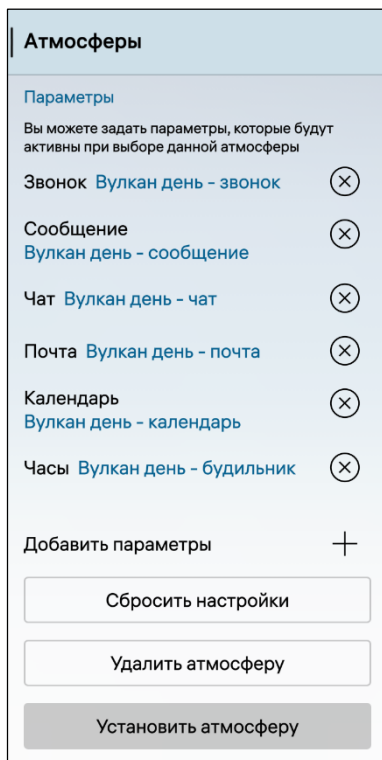 Атмосферы
Параметры
Вы можете задать параметры, которые будут
активны при выборе данной атмосферы
Звонок Вулкан день - звонок
Сообщение
Вулкан день - сообщение
Чат Вулкан день - чат
Почта Вулкан день - почта
Календарь
Вулкан день - календарь
Часы Вулкан день - будильник
Добавить параметры
Сбросить настройки
Удалить атмосферу
Установить атмосферу